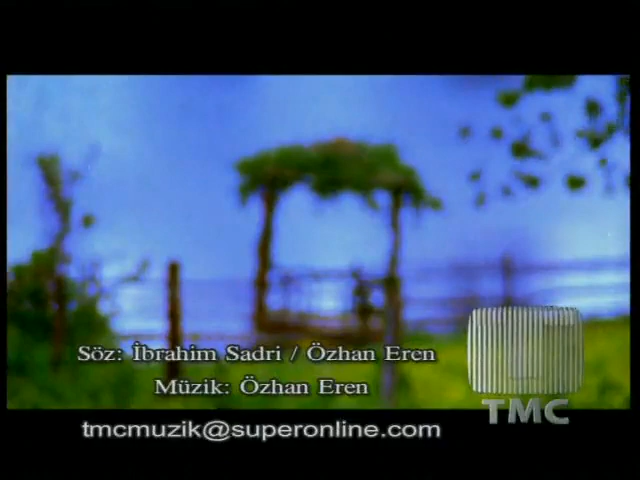 Söz: İbrahim Sadri / Özhan Eren
Müzik: Özhan Eren
TMC
tmcmuzik@superonline.com